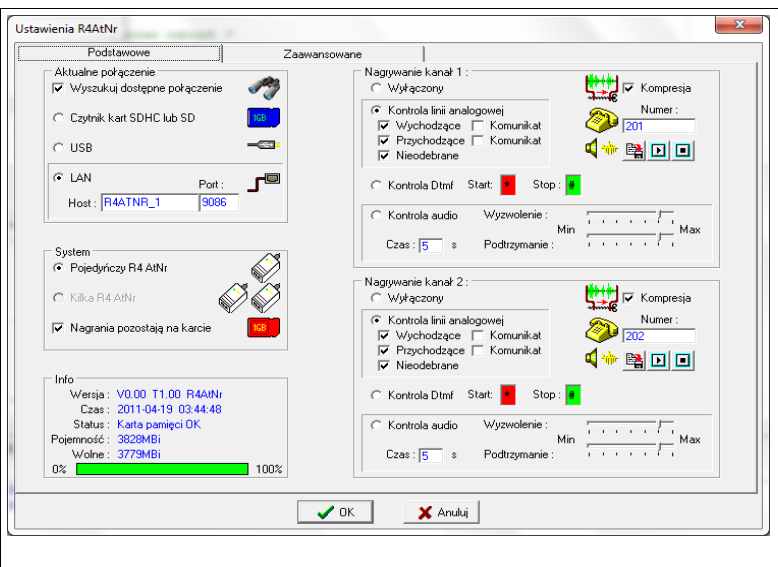 Ustawienia R4AtNr
Podstawowe
Zaawansowane
Aktualne połączenie
Wyszukuj dostępne połączenie
Czytnik kart SDHC lub SD
1GB
USB
LAN
Port :
Host : R4ATNR_1 9086
System
Pojedyńczy R4 AtNr
Kilka R4 AtNr
Nagrania pozostają na karcie
1GB
Info
Wersja : V0.00 T1.00 R4AtNr
Czas : 2011-04-19 03:44:48
Status : Karta pamięci OK
Pojemność : 3828MBi
Wolne : 3779MBi
0% 100%
Nagrywanie kanał 1 :
Wyłączony
Kompresja
Kontrola linii analogowej
Numer :
Wychodzące Komunikat
201
Przychodzące Komunikat
Nieodebrane
Kontrola Dtmf Start: * Stop : #
Kontrola audio Wyzwolenie :
Min Max
Czas : 5 s Podtrzymanie :
Nagrywanie kanał 2 :
Wyłączony
Kompresja
Kontrola linii analogowej
Numer :
Wychodzące Komunikat
202
Przychodzące Komunikat
Nieodebrane
Kontrola Dtmf Start: * Stop : #
Kontrola audio Wyzwolenie :
Min Max
Czas : 5 s Podtrzymanie :
OK
Anuluj